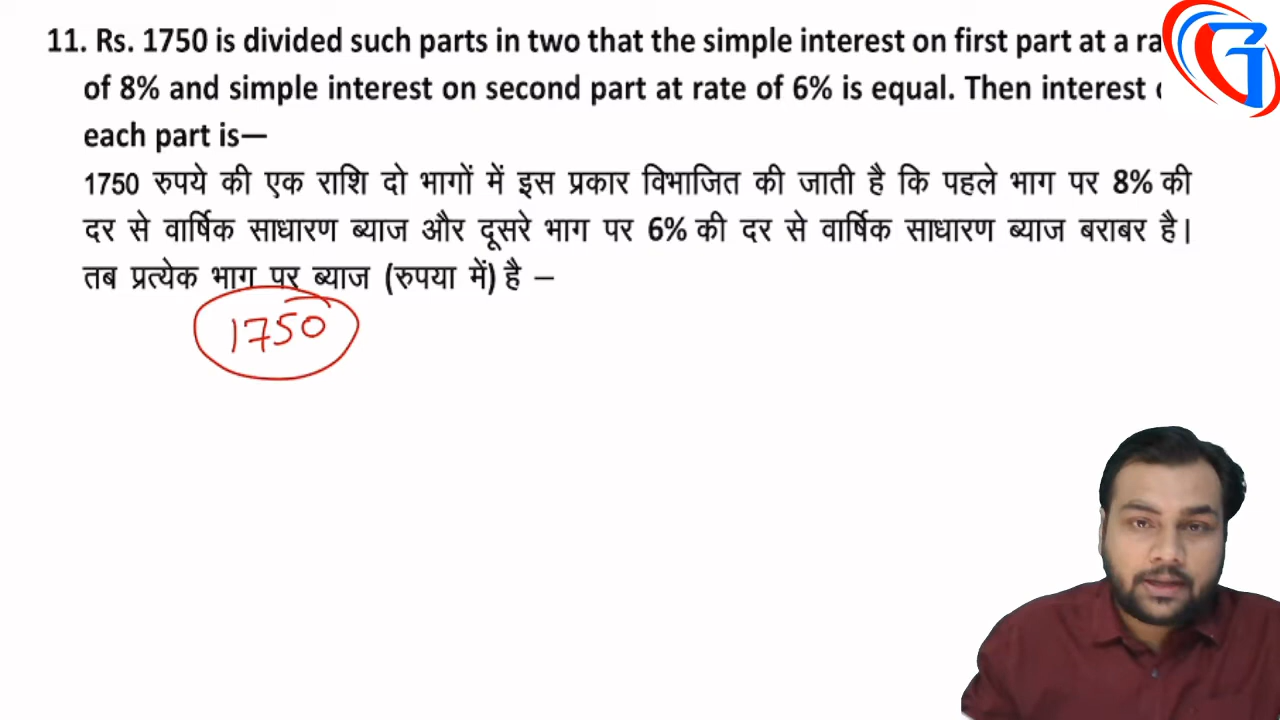 11. Rs. 1750 is divided such parts in two that the simple interest on first part at a
of 8% and simple interest on second part at rate of 6% is equal. Then interest
each part is—
1750 रुपये की एक राशि दो भागों में इस प्रकार विभाजित की जाती है कि पहले भाग पर 8% की
दर से वार्षिक साधारण ब्याज और दूसरे भाग पर 6% की दर से वार्षिक साधारण ब्याज बराबर है।
तब प्रत्येक भाग पर ब्याज (रुपया में) है –
1750